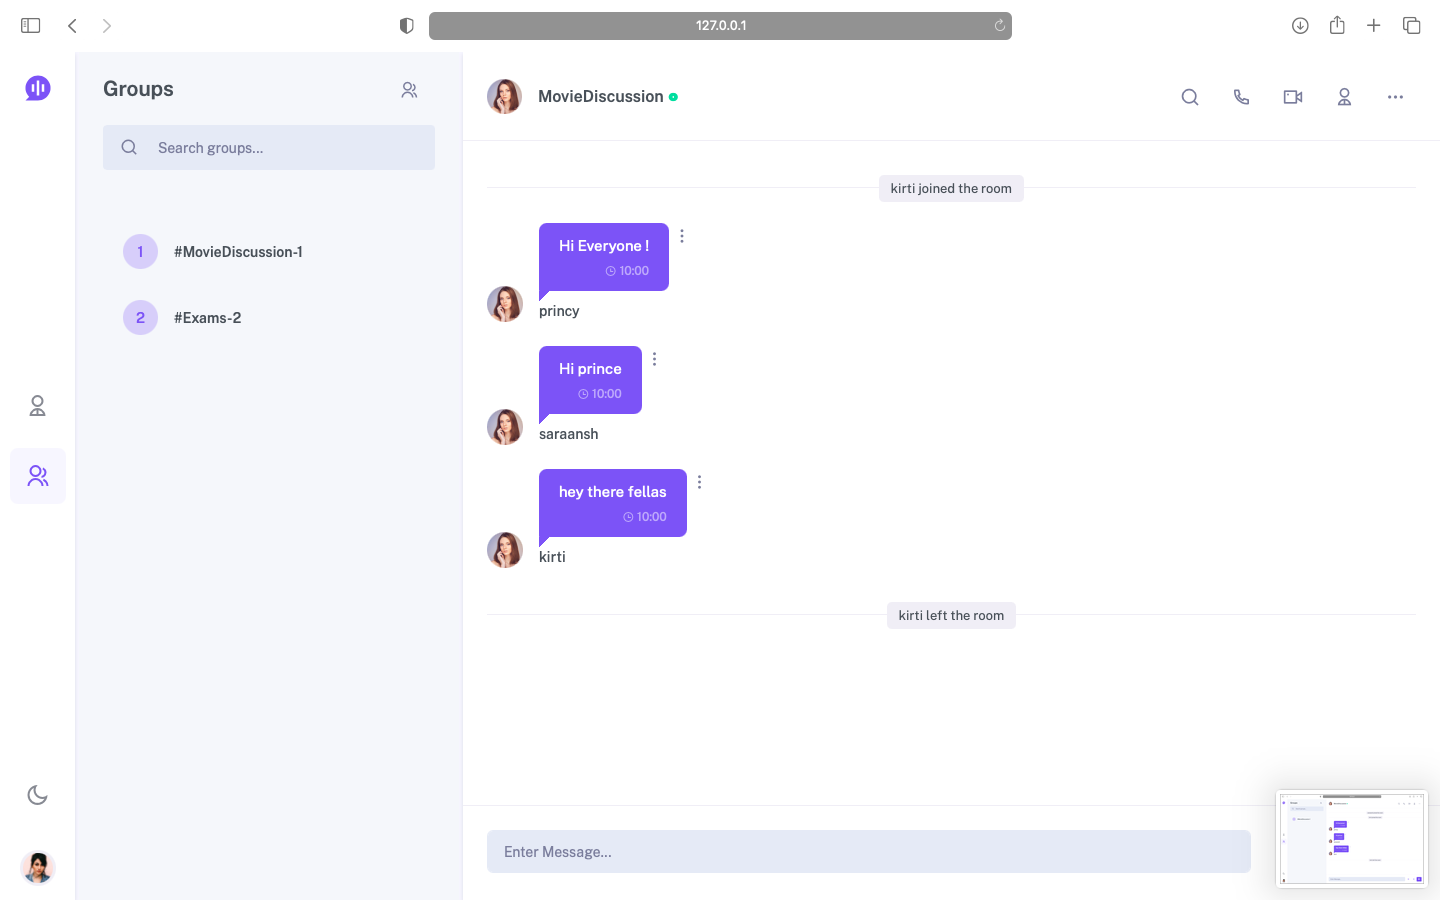 127.0.0.1
Groups
Search groups...
1 #MovieDiscussion-1
2 #Exams-2
MovieDiscussion
kirti joined the room
Hi Everyone !
10:00
princy
Hi prince
10:00
saraansh
hey there fellas
10:00
kirti
kirti left the room
Enter Message...